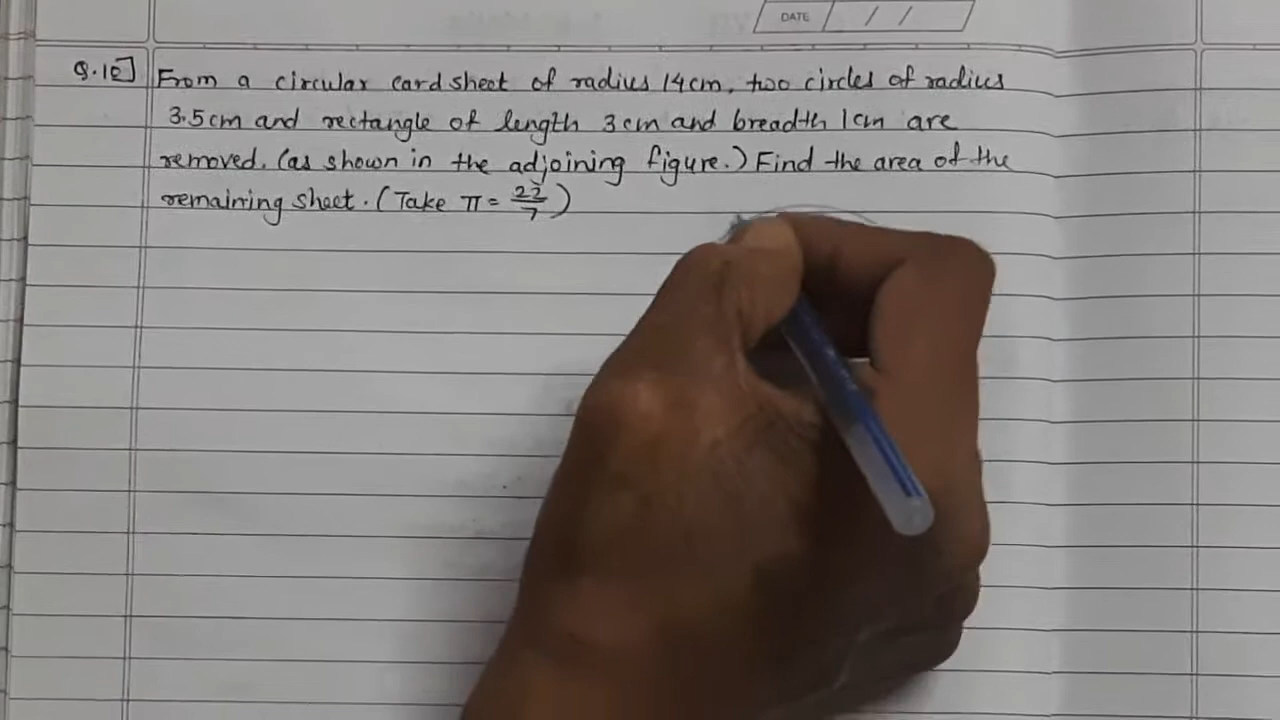 DATE / /
Q.10] From a circular card sheet of radius 14cm, two circles of radius
3.5cm and rectangle of length 3cm and breadth 1cm are
removed. (as shown in the adjoining figure.) Find the area of the
remaining sheet. (Take π = 22/7)